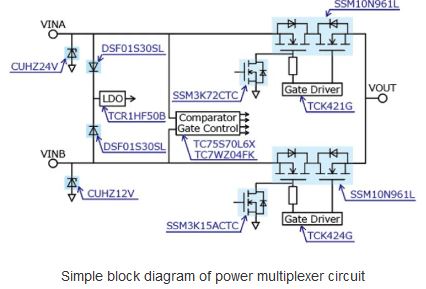 VINA
SSM10N961L
DSF01S30SL
CUHZ24V
LDO
TCR1HF50B
SSM3K72CTC
Gate Driver
TCK421G
VOUT
Comparator
Gate Control
TC75S70L6X
TC7WZ04FK
DSF01S30SL
VINB
CUHZ12V
SSM10N961L
SSM3K15ACTC
Gate Driver
TCK424G
Simple block diagram of power multiplexer circuit